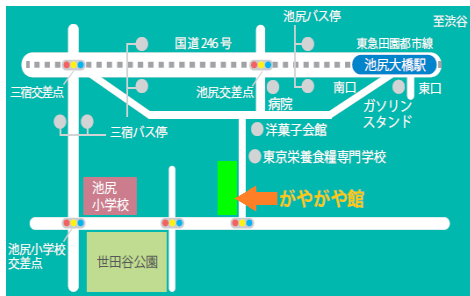 池尻バス停
至渋谷
国道246号
東急田園都市線
池尻大橋駅
三宿交差点
池尻交差点
南口
東口
病院
ガソリン
スタンド
三宿バス停
洋菓子会館
東京栄養食糧専門学校
池尻
小学校
がやがや館
池尻小学校
交差点
世田谷公園